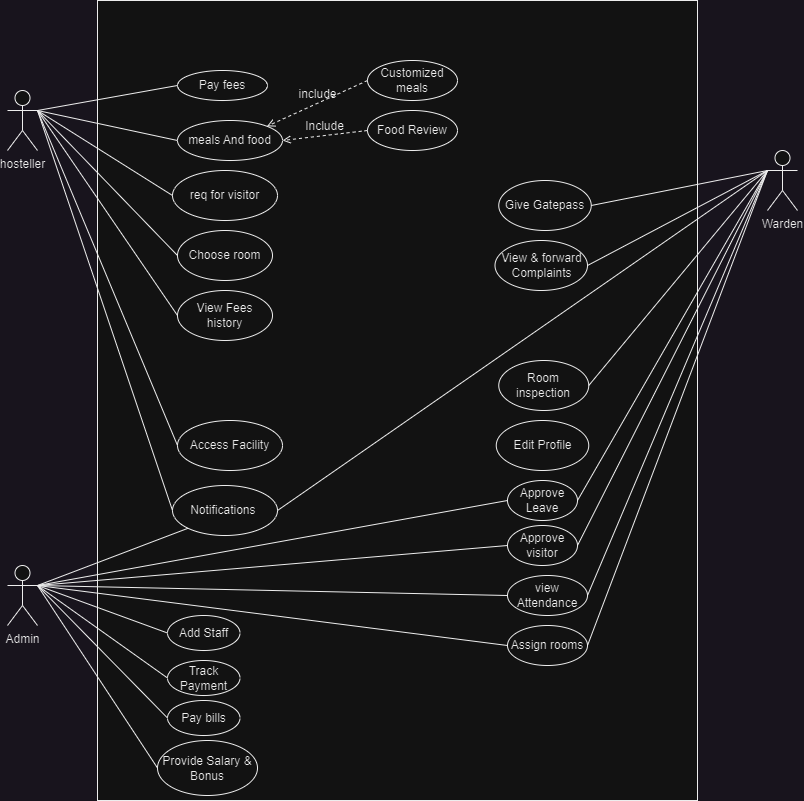 Customized
meals
Pay fees
include
Include
Food Review
meals And food
hosteller
req for visitor
Give Gatepass
Warden
Choose room
View & forward
Complaints
View Fees
history
Room
inspection
Access Facility
Edit Profile
Approve
Leave
Notifications
Approve
visitor
view
Attendance
Admin
Add Staff
Assign rooms
Track
Payment
Pay bills
Provide Salary &
Bonus